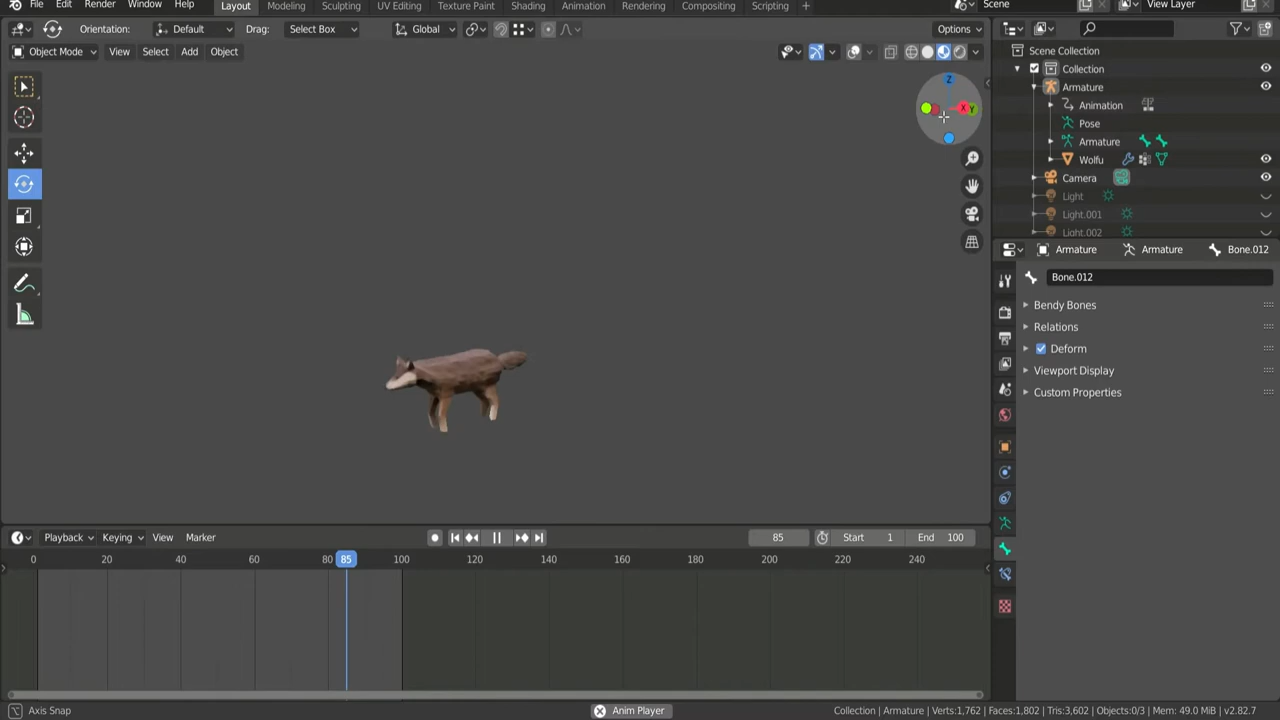 File Edit Render Window Help Layout Modeling Sculpting UV Editing Texture Paint Shading Animation Rendering Compositing Scripting + Scene View Layer
Orientation: Default Drag: Select Box Global Options
Object Mode View Select Add Object
Scene Collection
Collection
Armature
Animation
Pose
Armature
Wolfu
Camera
Light
Light.001
Light.002
Z
X Y
Armature Armature Bone.012
Bone.012
Bendy Bones
Relations
Deform
Viewport Display
Custom Properties
Playback Keying View Marker 85 Start 1 End 100
0 20 40 60 80 85 100 120 140 160 180 200 220 240
Axis Snap Anim Player Collection | Armature | Verts:1,762 | Faces:1,802 | Tris:3,602 | Objects:0/3 | Mem: 49.0 MiB | v2.82.7